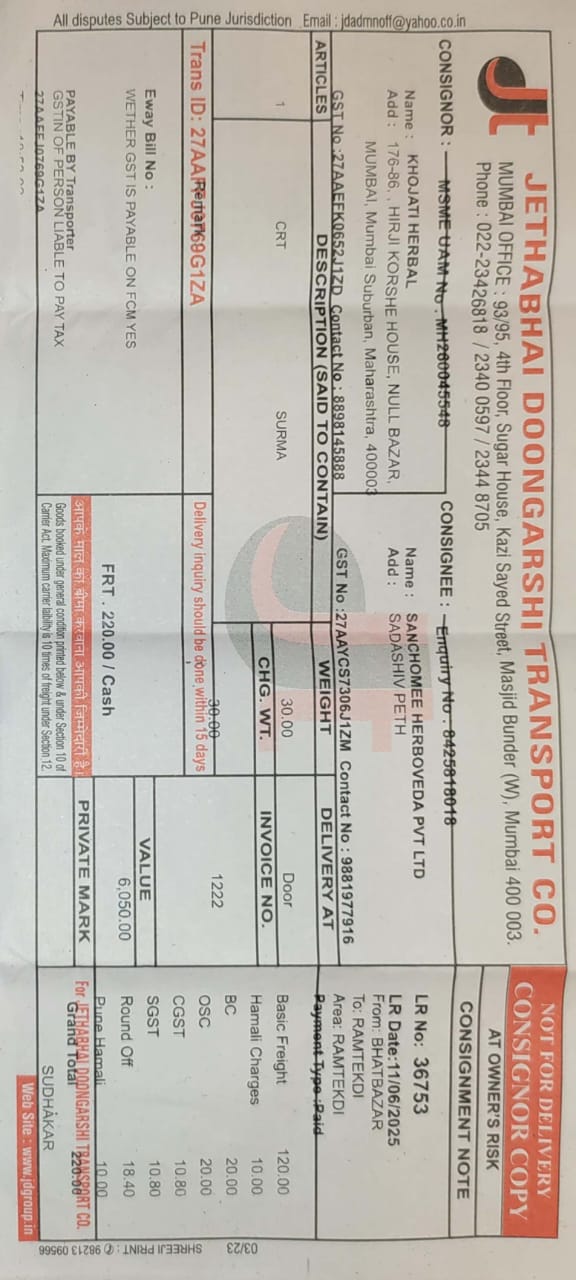 All disputes Subject to Pune Jurisdiction Email : jdadmnoff@yahoo.co.in
JETHABHAI DOONGARSHI TRANSPORT CO.
MUMBAI OFFICE : 93/95, 4th Floor, Sugar House, Kazi Sayed Street, Masjid Bunder (W), Mumbai 400 003.
Phone : 022-23426818 / 2340 0597 / 2344 8705
NOT FOR DELIVERY
CONSIGNOR COPY
AT OWNER'S RISK
CONSIGNMENT NOTE
CONSIGNOR : MSME UAM No . MH260045548
Name : KHOJATI HERBAL
Add : 176-86, , HIRJI KORSHE HOUSE, NULL BAZAR,
MUMBAI, Mumbai Suburban, Maharashtra, 400003
GST No :27AAEFK0652J1ZD Contact No : 8898145888
CONSIGNEE : Enquiry No . 8425818018
Name : SANCHOMEE HERBOVEDA PVT LTD
Add : SADASHIV PETH
GST No :27AAYCS7306J1ZM Contact No : 9881977916
LR No: 36753
LR Date:11/06/2025
From: BHATBAZAR
To: RAMTEKDI
Area: RAMTEKDI
Payment Type :Paid
ARTICLES
DESCRIPTION (SAID TO CONTAIN)
WEIGHT
DELIVERY AT
1
CRT
SURMA
30.00
Door
CHG. WT.
INVOICE NO.
30.00
1222
Trans ID: 27AAFFJ0769G1ZA
Remark
Delivery inquiry should be done within 15 days
Eway Bill No :
WETHER GST IS PAYABLE ON FCM YES
FRT . 220.00 / Cash
VALUE
6,050.00
PAYABLE BY Transporter
GSTIN OF PERSON LIABLE TO PAY TAX
आपके माल का बीमा करवाना आपकी जिम्मेदारी है।
Goods booked under general condition printed below & under Section 10 of
Carrier Act. Maximum carrier liability is 10 times of freight under Section 12.
PRIVATE MARK
Basic Freight 120.00
Hamali Charges 10.00
BC 20.00
OSC 20.00
CGST 10.80
SGST 10.80
Round Off 18.40
Pune Hamali 10.00
Grand Total 220.00
For JETHABHAI DOONGARSHI TRANSPORT CO.
SUDHAKAR
Web Site : www.jdgroup.in
03/23 SHREEJI PRINT : ✆ 98213 09566